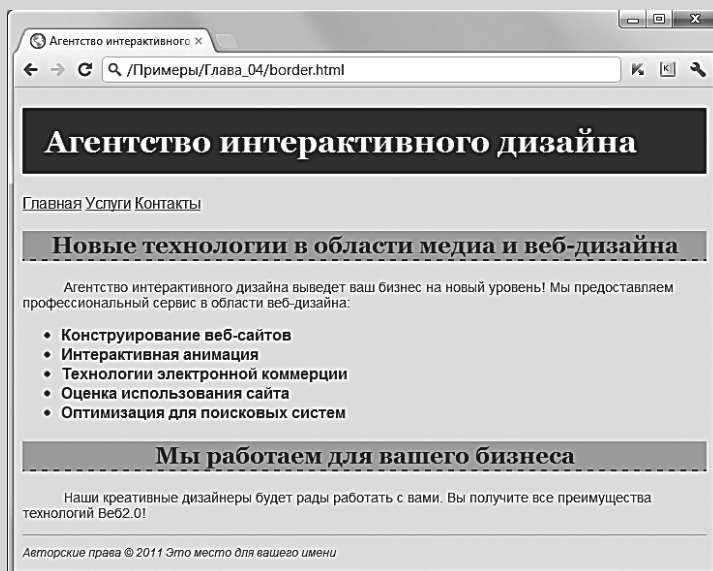 Агентство интерактивного
/Примеры/Глава_04/border.html
Агентство интерактивного дизайна
Главная Услуги Контакты
Новые технологии в области медиа и веб-дизайна
Агентство интерактивного дизайна выведет ваш бизнес на новый уровень! Мы предоставляем
профессиональный сервис в области веб-дизайна:
• Конструирование веб-сайтов
• Интерактивная анимация
• Технологии электронной коммерции
• Оценка использования сайта
• Оптимизация для поисковых систем
Мы работаем для вашего бизнеса
Наши креативные дизайнеры будет рады работать с вами. Вы получите все преимущества
технологий Веб2.0!
Авторские права © 2011 Это место для вашего имени